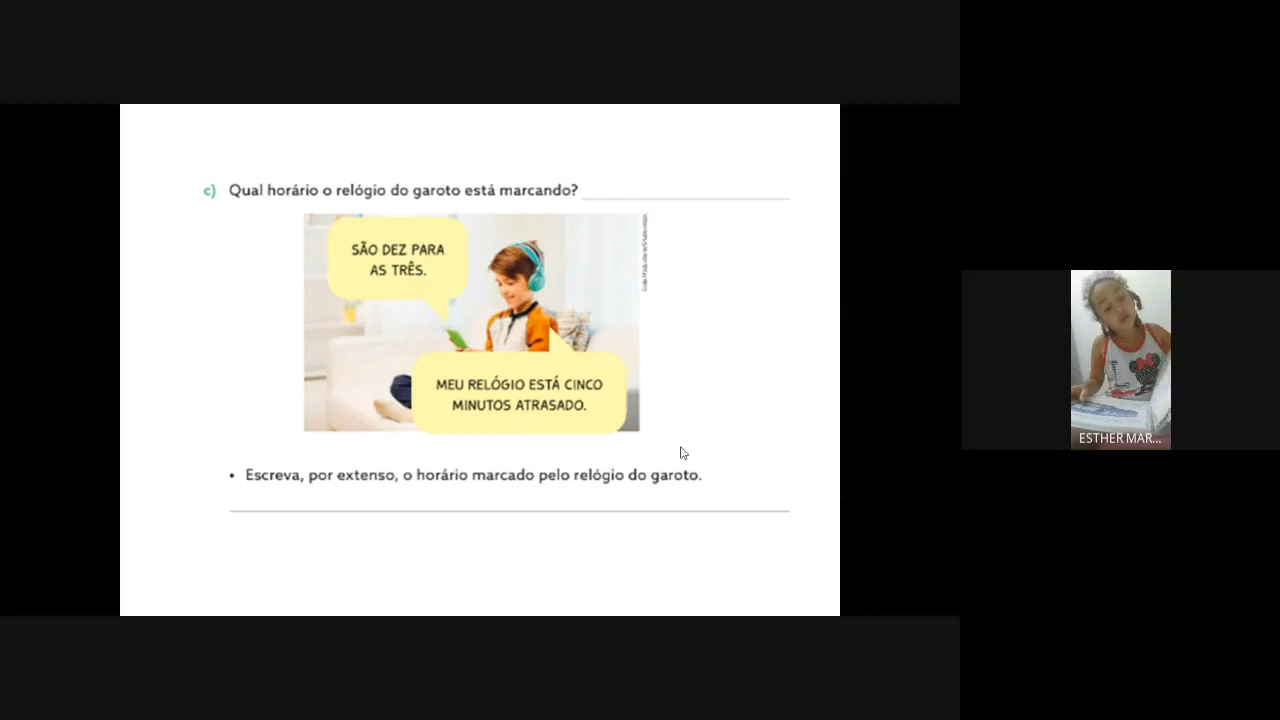 c) Qual horário o relógio do garoto está marcando?
SÃO DEZ PARA
AS TRÊS.
MEU RELÓGIO ESTÁ CINCO
MINUTOS ATRASADO.
• Escreva, por extenso, o horário marcado pelo relógio do garoto.
ESTHER MAR...